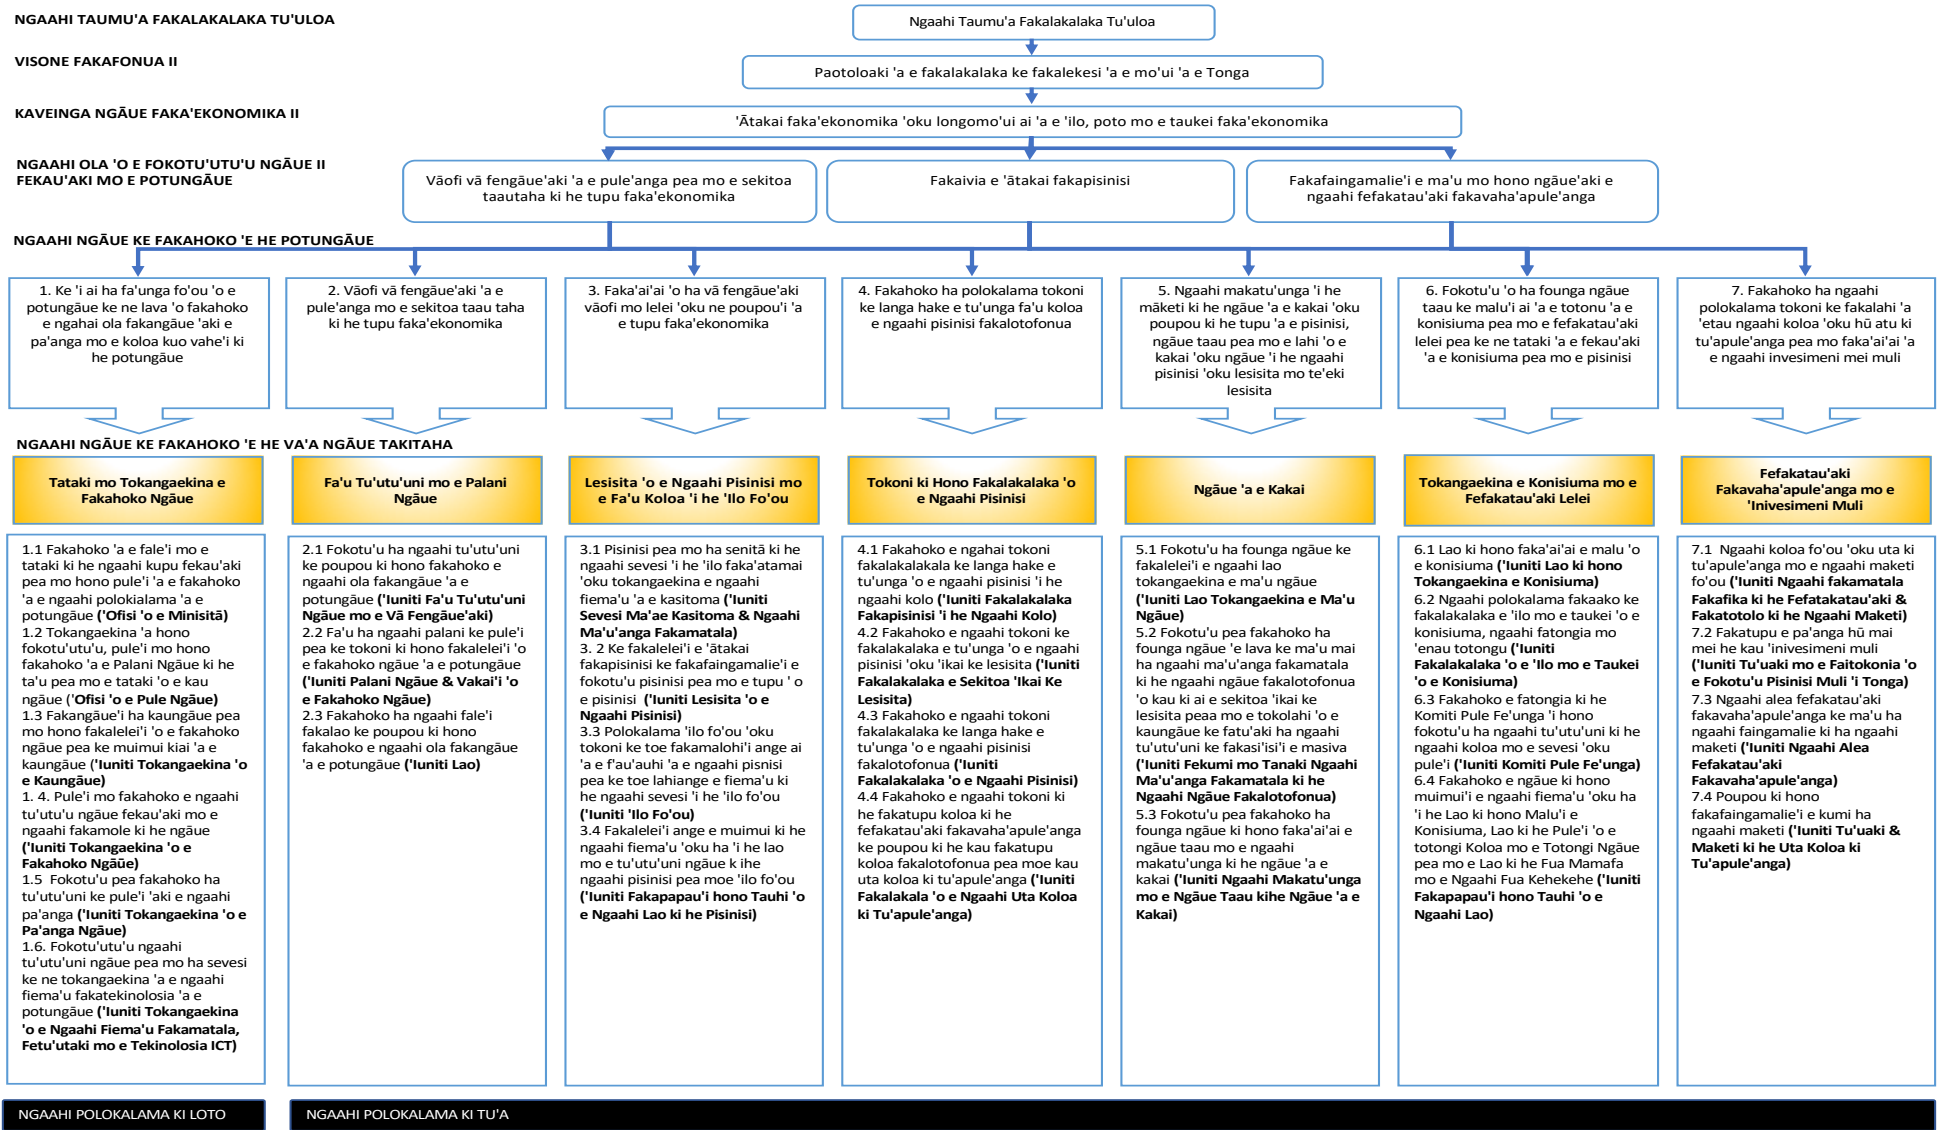 NGAAHI TAUMU'A FAKALAKALAKA TU'ULOA
Ngaahi Taumu'a Fakalakalaka Tu'uloa
VISONE FAKAFONUA II
Paotoloaki 'a e fakalakalaka ke fakalekesi 'a e mo'ui 'a e Tonga
KAVEINGA NGĀUE FAKA'EKONOMIKA II
'Ātakai faka'ekonomika 'oku longomo'ui ai 'a e 'ilo, poto mo e taukei faka'ekonomika
NGAAHI OLA 'O E FOKOTU'UTU'U NGĀUE II
FEKAU'AKI MO E POTUNGĀUE
Vāofi vā fengāue'aki 'a e pule'anga pea mo e sekitoa
taautaha ki he tupu faka'ekonomika
Fakaivia e 'ātakai fakapisinisi
Fakafaingamalie'i e ma'u mo hono ngāue'aki e
ngaahi fefakatau'aki fakavaha'apule'anga
NGAAHI NGĀUE KE FAKAHOKO 'E HE POTUNGĀUE
1. Ke 'i ai ha fa'unga fo'ou 'o e
potungāue ke ne lava 'o fakahoko
e ngahai ola fakangāue 'aki e
pa'anga mo e koloa kuo vahe'i ki
he potungāue
2. Vāofi vā fengāue'aki 'a e
pule'anga mo e sekitoa taau taha
ki he tupu faka'ekonomika
3. Faka'ai'ai 'o ha vā fengāue'aki
vāofi mo lelei 'oku ne poupou'i 'a
e tupu faka'ekonomika
4. Fakahoko ha polokalama tokoni
ke langa hake e tu'unga fa'u koloa
e ngaahi pisinisi fakalotofonua
5. Ngaahi makatu'unga 'i he
māketi ki he ngāue 'a e kakai 'oku
poupou ki he tupu 'a e pisinisi,
ngāue taau pea mo e lahi 'o e
kakai 'oku ngāue 'i he ngaahi
pisinisi 'oku lesisita mo te'eki
lesisita
6. Fokotu'u 'o ha founga ngāue
taau ke malu'i ai 'a e totonu 'a e
konisiuma pea mo e fefakatau'aki
lelei pea ke ne tataki 'a e fekau'aki
'a e konisiuma pea mo e pisinisi
7. Fakahoko ha ngaahi
polokalama tokoni ke fakalahi 'a
'etau ngaahi koloa 'oku hū atu ki
tu'apule'anga pea mo faka'ai'ai 'a
e ngaahi invesimeni mei muli
NGAAHI NGĀUE KE FAKAHOKO 'E HE VA'A NGĀUE TAKITAHA
Tataki mo Tokangaekina e
Fakahoko Ngāue
Fa'u Tu'utu'uni mo e Palani
Ngāue
Lesisita 'o e Ngaahi Pisinisi mo
e Fa'u Koloa 'i he 'Ilo Fo'ou
Tokoni ki Hono Fakalakalaka 'o
e Ngaahi Pisinisi
Ngāue 'a e Kakai
Tokangaekina e Konisiuma mo e
Fefakatau'aki Lelei
Fefakatau'aki
Fakavaha'apule'anga mo e
'Inivesimeni Muli
1.1 Fakahoko 'a e fale'i mo e
tataki ki he ngaahi kupu fekau'aki
pea mo hono pule'i 'a e fakahoko
'a e ngaahi polokialama 'a e
potungāue ('Ofisi 'o e Minisitā)
1.2 Tokangaekina 'a hono
fokotu'utu'u, pule'i mo hono
fakahoko 'a e Palani Ngāue ki he
ta'u pea mo e tataki 'o e kau
ngāue ('Ofisi 'o e Pule Ngāue)
1.3 Fakangāue'i ha kaungāue pea
mo hono fakalelei'i 'o e fakahoko
ngāue pea ke muimui kiai 'a e
kaungāue ('Iuniti Tokangaekina 'o
e Kaungāue)
1. 4. Pule'i mo fakahoko e ngaahi
tu'utu'u ngāue fekau'aki mo e
ngaahi fakamole ki he ngāue
('Iuniti Tokangaekina 'o e
Fakahoko Ngāūe)
1.5 Fokotu'u pea fakahoko ha
tu'utu'uni ke pule'i 'aki e ngaahi
pa'anga ('Iuniti Tokangaekina 'o e
Pa'anga Ngāue)
1.6. Fokotu'utu'u ngaahi
tu'utu'uni ngāue pea mo ha sevesi
ke ne tokangaekina 'a e ngaahi
fiema'u fakatekinolosia 'a e
potungāue ('Iuniti Tokangaekina
'o e Ngaahi Fiema'u Fakamatala,
Fetu'utaki mo e Tekinolosia ICT)
2.1 Fokotu'u ha ngaahi tu'utu'uni
ke poupou ki hono fakahoko e
ngaahi ola fakangāue 'a e
potungāue ('Iuniti Fa'u Tu'utu'uni
Ngāue mo e Vā Fengāue'aki)
2.2 Fa'u ha ngaahi palani ke pule'i
pea ke tokoni ki hono fakalelei'i 'o
e fakahoko ngāue 'a e potungāue
('Iuniti Palani Ngāue & Vakai'i 'o
e Fakahoko Ngāue)
2.3 Fakahoko ha ngaahi fale'i
fakalao ke poupou ki hono
fakahoko e ngaahi ola fakangāue
'a e potungāue ('Iuniti Lao)
3.1 Pisinisi pea mo ha senitā ki he
ngaahi sevesi 'i he 'ilo faka'atamai
'oku tokangaekina e ngaahi
fiema'u 'a e kasitoma ('Iuniti
Sevesi Ma'ae Kasitoma & Ngaahi
Ma'u'anga Fakamatala)
3. 2 Ke fakalelei'i e 'ātakai
fakapisinisi ke fakafaingamalie'i e
fokotu'u pisinisi pea mo e tupu ' o
e pisinisi ('Iuniti Lesisita 'o e
Ngaahi Pisinisi)
3.3 Polokalama 'ilo fo'ou 'oku
tokoni ke toe fakamalohi'i ange ai
'a e f'au'auhi 'a e ngaahi pisnisi
pea ke toe lahiange e fiema'u ki
he ngaahi sevesi 'i he 'ilo fo'ou
('Iuniti 'Ilo Fo'ou)
3.4 Fakalelei'i ange e muimui ki he
ngaahi fiema'u 'oku ha 'i he lao
mo e tu'utu'uni ngāue k ihe
ngaahi pisinisi pea moe 'ilo fo'ou
('Iuniti Fakapapau'i hono Tauhi 'o
e Ngaahi Lao ki he Pisinisi)
4.1 Fakahoko e ngahai tokoni
fakalakalakala ke langa hake e
tu'unga 'o e ngaahi pisinisi 'i he
ngaahi kolo ('Iuniti Fakalakalaka
Fakapisinisi 'i he Ngaahi Kolo)
4.2 Fakahoko e ngaahi tokoni ke
fakalakalaka e tu'unga 'o e ngaahi
pisinisi 'oku 'ikai ke lesisita ('Iuniti
Fakalakalaka e Sekitoa 'Ikai Ke
Lesisita)
4.3 Fakahoko e ngaahi tokoni
fakalakalaka ke langa hake e
tu'unga 'o e ngaahi pisinisi
fakalotofonua ('Iuniti
Fakalakalaka 'o e Ngaahi Pisinisi)
4.4 Fakahoko e ngaahi tokoni ki
he fakatupu koloa ki he
fefakatau'aki fakavaha'apule'anga
ke poupou ki he kau fakatupu
koloa fakalotofonua pea moe kau
uta koloa ki tu'apule'anga ('Iuniti
Fakalakala 'o e Ngaahi Uta Koloa
ki Tu'apule'anga)
5.1 Fokotu'u ha founga ngāue ke
fakalelei'i e ngaahi lao
tokangaekina e ma'u ngāue
('Iuniti Lao Tokangaekina e Ma'u
Ngāue)
5.2 Fokotu'u pea fakahoko ha
founga ngāue 'e lava ke ma'u mai
ha ngaahi ma'u'anga fakamatala
ki he ngaahi ngāue fakalotofonua
'o kau ki ai e sekitoa 'ikai ke
lesisita peaa mo e tokolahi 'o e
kaungāue ke fatu'aki ha ngaahi
tu'utu'uni ke fakasi'isi'i e masiva
('Iuniti Fekumi mo Tanaki Ngaahi
Ma'u'anga Fakamatala ki he
Ngaahi Ngāue Fakalotofonua)
5.3 Fokotu'u pea fakahoko ha
founga ngāue ki hono faka'ai'ai e
ngāue taau mo e ngaahi
makatu'unga ki he ngāue 'a e
kakai ('Iuniti Ngaahi Makatu'unga
mo e Ngāue Taau kihe Ngāue 'a e
Kakai)
6.1 Lao ki hono faka'ai'ai e malu 'o
e konisiuma ('Iuniti Lao ki hono
Tokangaekina e Konisiuma)
6.2 Ngaahi polokalama fakaako ke
fakalakalaka e 'ilo mo e taukei 'o e
konisiuma, ngaahi fatongia mo
'enau totongu ('Iuniti
Fakalakalaka 'o e 'Ilo mo e Taukei
'o e Konisiuma)
6.3 Fakahoko e fatongia ki he
Komiti Pule Fe'unga 'i hono
fokotu'u ha ngaahi tu'utu'uni ki he
ngaahi koloa mo e sevesi 'oku
pule'i ('Iuniti Komiti Pule Fe'unga)
6.4 Fakahoko e ngāue ki hono
muimui'i e ngaahi fiema'u 'oku ha
'i he Lao ki hono Malu'i e
Konisiuma, Lao ki he Pule'i 'o e
totongi Koloa mo e Totongi Ngāue
pea mo e Lao ki he Fua Mamafa
mo e Ngaahi Fua Kehekehe ('Iuniti
Fakapapau'i hono Tauhi 'o e
Ngaahi Lao)
7.1 Ngaahi koloa fo'ou 'oku uta ki
tu'apule'anga mo e ngaahi maketi
fo'ou ('Iuniti Ngaahi fakamatala
Fakafika ki he Fefatakatau'aki &
Fakatotolo ki he Ngaahi Maketi)
7.2 Fakatupu e pa'anga hū mai
mei he kau 'inivesimeni muli
('Iuniti Tu'uaki mo e Faitokonia 'o
e Fokotu'u Pisinisi Muli 'i Tonga)
7.3 Ngaahi alea fefakatau'aki
fakavaha'apule'anga ke ma'u ha
ngaahi faingamalie ki ha ngaahi
maketi ('Iuniti Ngaahi Alea
Fefakatau'aki
Fakavaha'apule'anga)
7.4 Poupou ki hono
fakafaingamalie'i e kumi ha
ngaahi maketi ('Iuniti Tu'uaki &
Maketi ki he Uta Koloa ki
Tu'apule'anga)
NGAAHI POLOKALAMA KI LOTO
NGAAHI POLOKALAMA KI TU'A